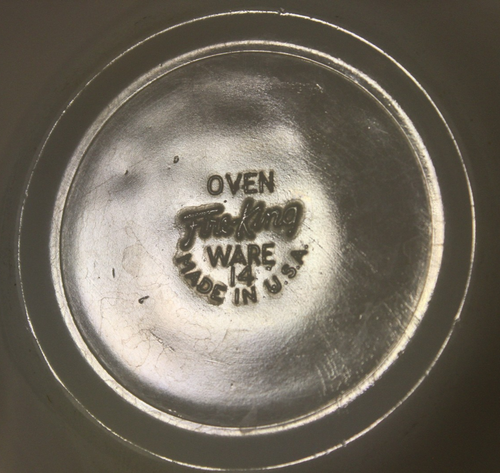 OVEN
Fire-King
WARE
14
MADE IN U.S.A.